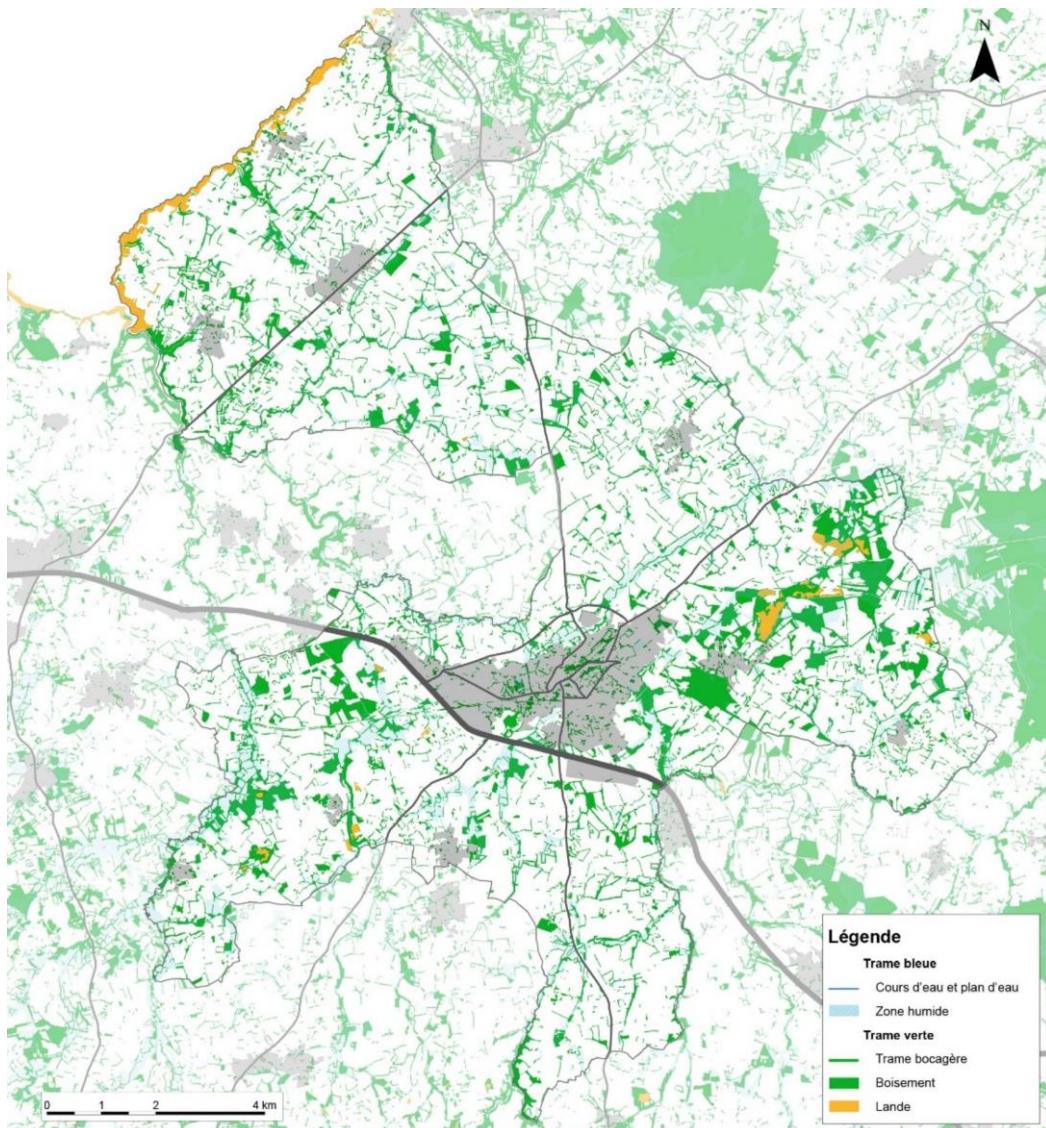 N
Légende
Trame bleue
Cours d'eau et plan d'eau
Zone humide
Trame verte
Trame bocagère
Boisement
Lande
0 1 2 4 km